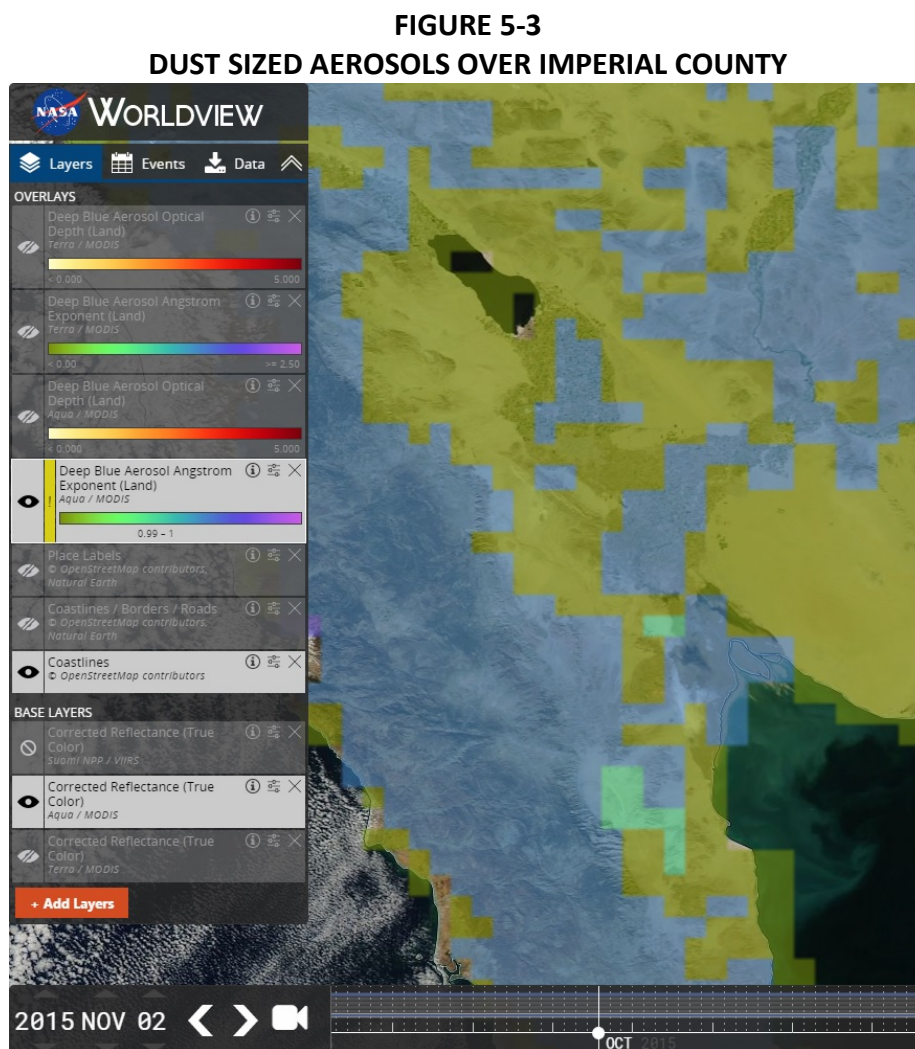 FIGURE 5-3
DUST SIZED AEROSOLS OVER IMPERIAL COUNTY
NASA WORLDVIEW
Layers Events Data
OVERLAYS
Deep Blue Aerosol Optical
Depth (Land)
Terra / MODIS
< 0.000 5.000
Deep Blue Aerosol Angstrom
Exponent (Land)
Terra / MODIS
< 0.00 >= 2.50
Deep Blue Aerosol Optical
Depth (Land)
Aqua / MODIS
< 0.000 5.000
Deep Blue Aerosol Angstrom
Exponent (Land)
Aqua / MODIS
0.99 – 1
Place Labels
© OpenStreetMap contributors,
Natural Earth
Coastlines / Borders / Roads
© OpenStreetMap contributors,
Natural Earth
Coastlines
© OpenStreetMap contributors
BASE LAYERS
Corrected Reflectance (True
Color)
Suomi NPP / VIIRS
Corrected Reflectance (True
Color)
Aqua / MODIS
Corrected Reflectance (True
Color)
Terra / MODIS
+ Add Layers
2015 NOV 02
OCT 2015